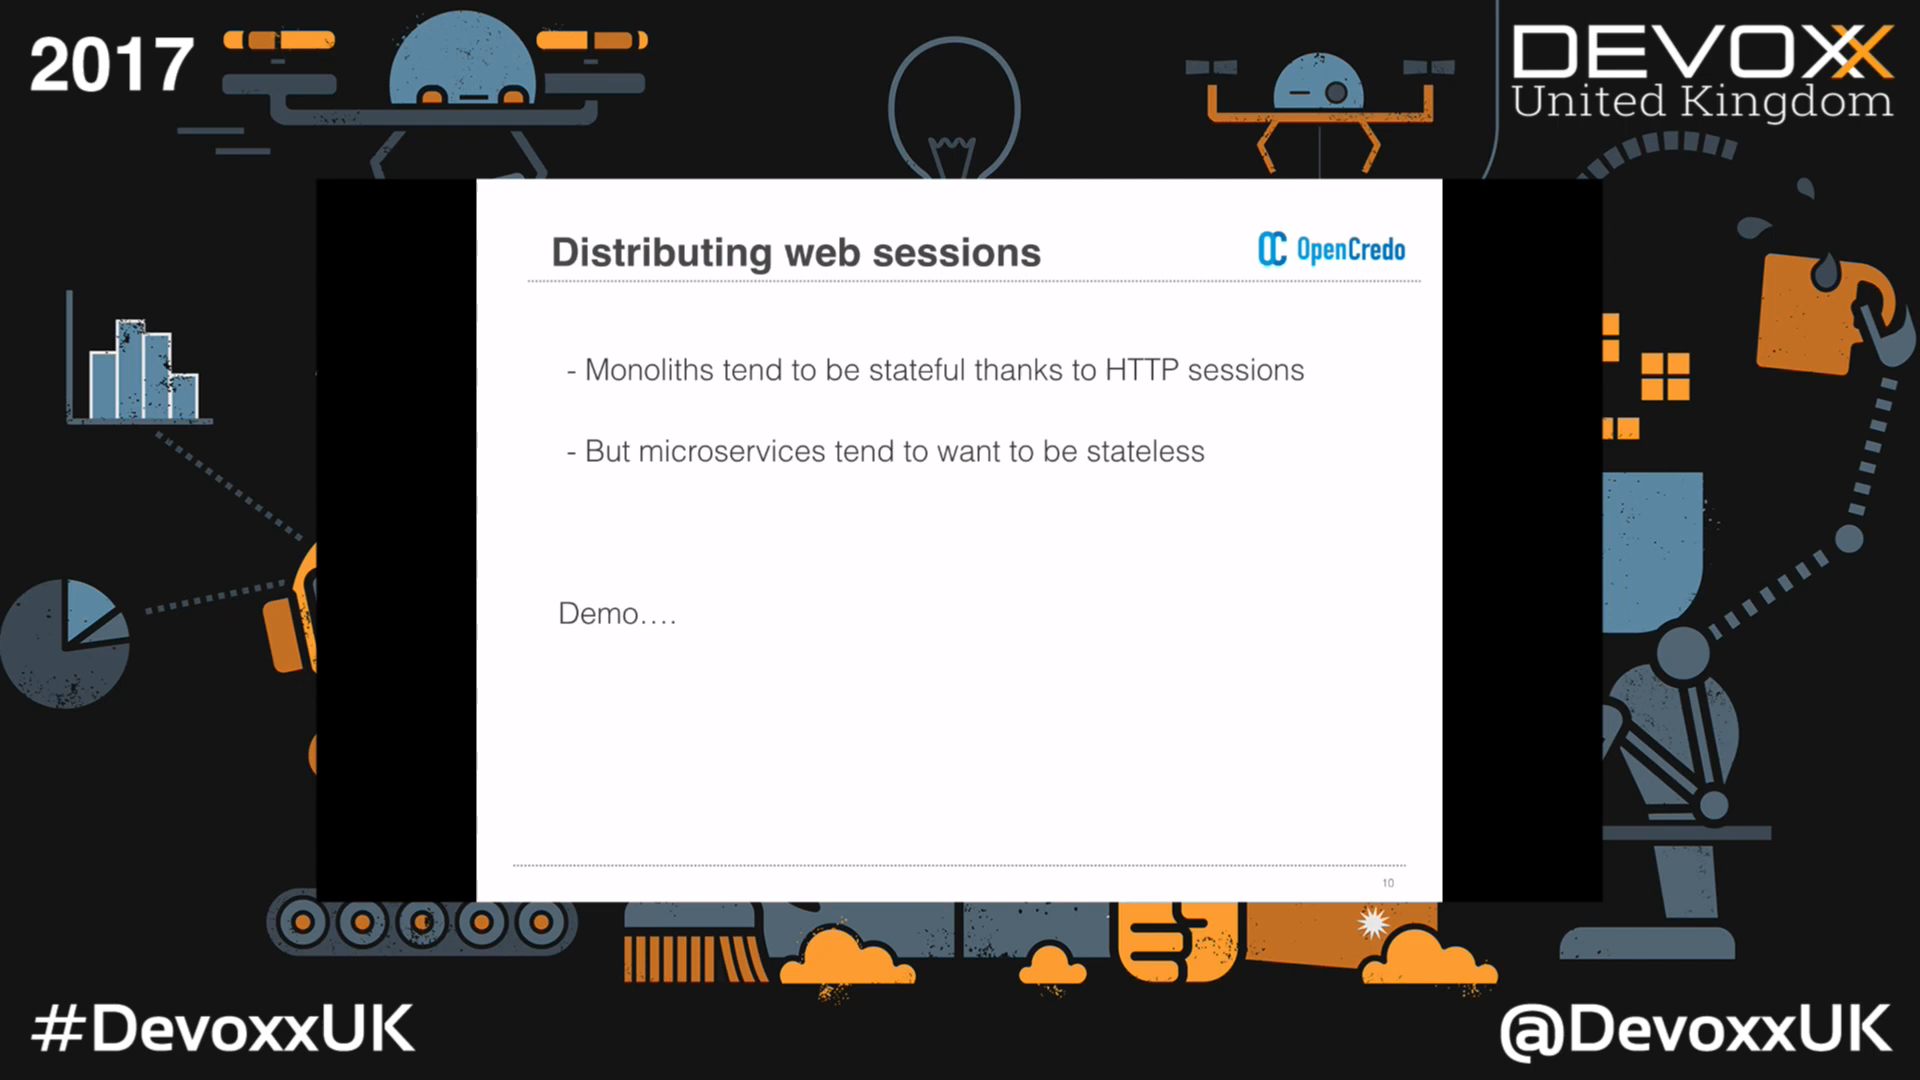 2017
DEVOXX
United Kingdom
Distributing web sessions
OpenCredo
- Monoliths tend to be stateful thanks to HTTP sessions
- But microservices tend to want to be stateless
Demo....
10
#DevoxxUK
@DevoxxUK